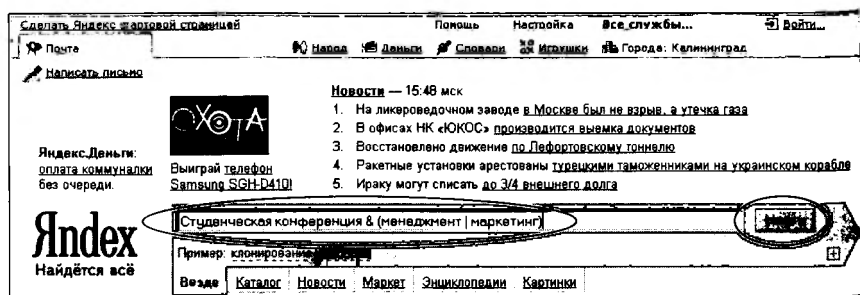 Сделать Яндекс стартовой страницей Помощь Настройка Все службы... Войти...
Почта Народ Деньги Словари Игрушки Города: Калининград
Написать письмо
Новости — 15:48 мск
1. На ликероведочном заводе в Москве был не взрыв, а утечка газа
2. В офисах НК «ЮКОС» производится выемка документов
3. Восстановлено движение по Лефортовскому тоннелю
4. Ракетные установки арестованы турецкими таможенниками на украинском корабле
5. Ираку могут списать до 3/4 внешнего долга
ОХОТА
Яндекс.Деньги:
оплата коммуналки
без очереди.
Выиграй телефон
Samsung SGH-D410!
Яndex
Найдётся всё
Студенческая конференция & (менеджмент | маркетинг)
Пример: клонирование
Везде Каталог Новости Маркет Энциклопедии Картинки